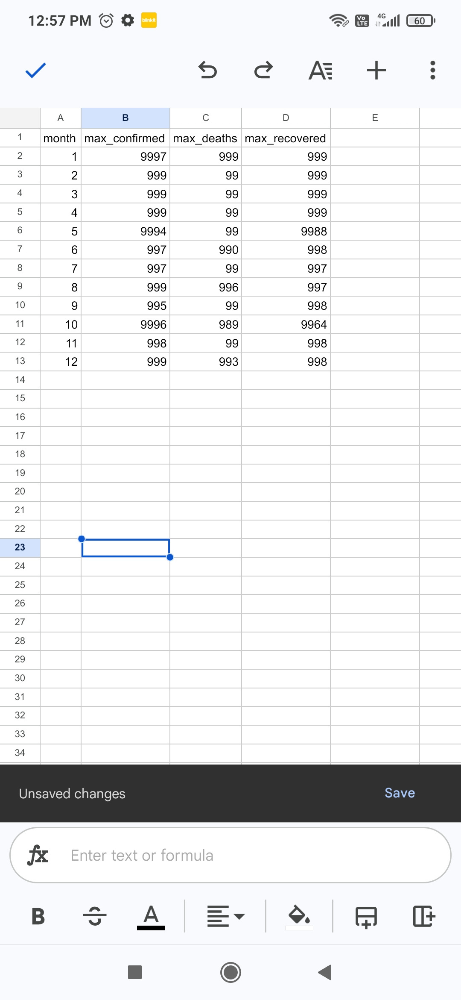 12:57 PM blinkit Vo LTE 4G 60
A B C D E
1 month max_confirmed max_deaths max_recovered
2 1 9997 999 999
3 2 999 99 999
4 3 999 99 999
5 4 999 99 999
6 5 9994 99 9988
7 6 997 990 998
8 7 997 99 997
9 8 999 996 997
10 9 995 99 998
11 10 9996 989 9964
12 11 998 99 998
13 12 999 993 998
14
15
16
17
18
19
20
21
22
23
24
25
26
27
28
29
30
31
32
33
34
Unsaved changes Save
fx Enter text or formula
B S A